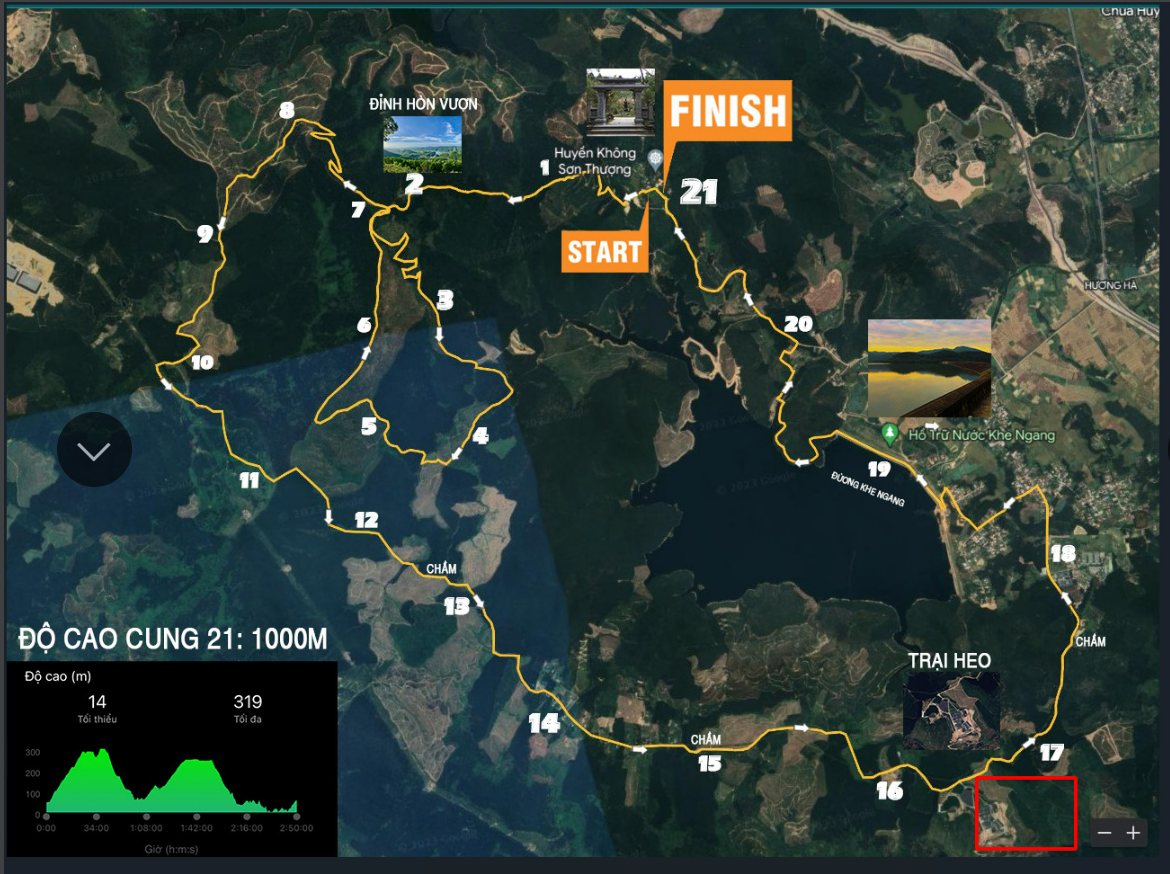 Chùa Huy
ĐỈNH HÒN VƯỢN
FINISH
8
Huyền Không
Sơn Thượng
1
2
21
7
9
START
HƯƠNG HÀ
3
6
20
10
5
4
Hồ Trữ Nước Khe Ngang
19
ĐƯỜNG KHE NGANG
11
12
18
CHẤM
13
ĐỘ CAO CUNG 21: 1000M
CHẤM
TRẠI HEO
Độ cao (m)
14
319
Tối thiểu
Tối đa
14
CHẤM
15
17
16
300
200
100
0
0:00
34:00
1:08:00
1:42:00
2:16:00
2:50:00
Giờ (h:m:s)